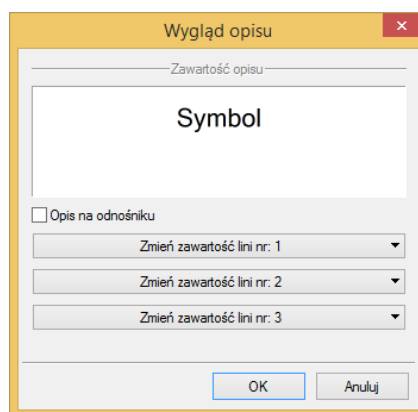 Wygląd opisu
Zawartość opisu
Symbol
Opis na odnośniku
Zmień zawartość lini nr: 1
Zmień zawartość lini nr: 2
Zmień zawartość lini nr: 3
OK Anuluj